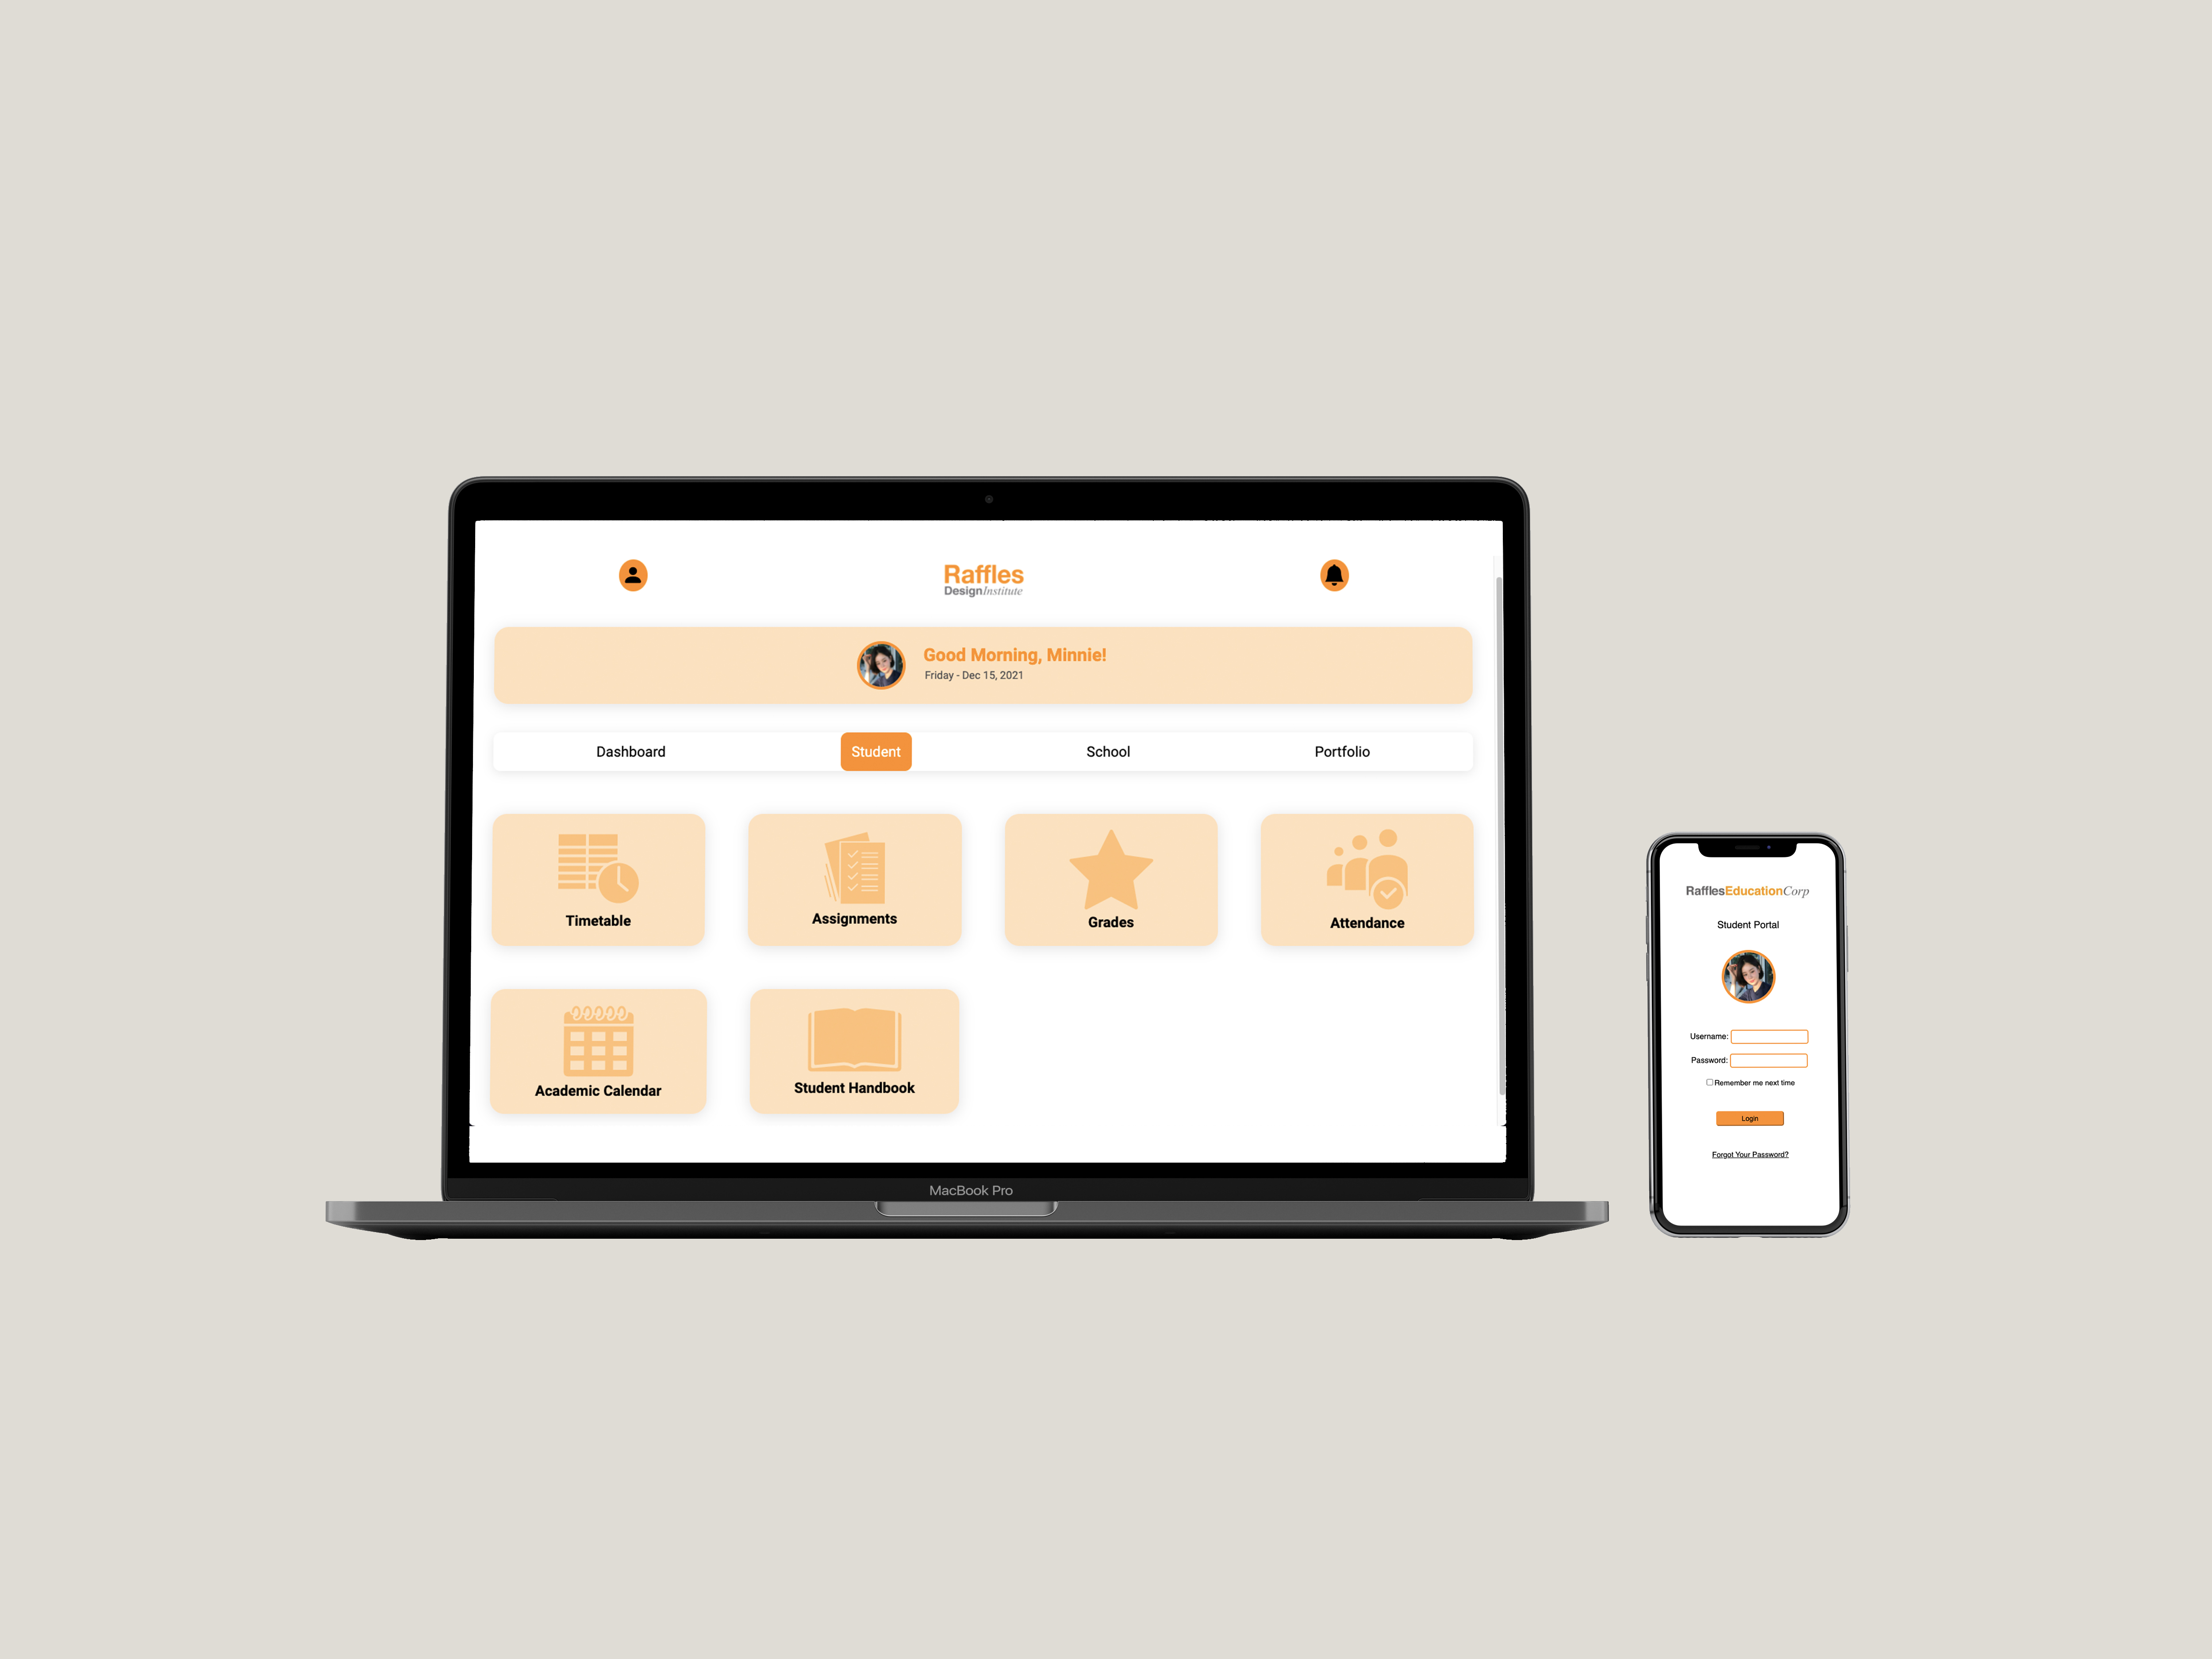 Raffles
DesignInstitute
Good Morning, Minnie!
Friday - Dec 15, 2021
Dashboard
Student
School
Portfolio
Timetable
Assignments
Grades
Attendance
Academic Calendar
Student Handbook
MacBook Pro
RafflesEducationCorp
Student Portal
Username:
Password:
Remember me next time
Login
Forgot Your Password?